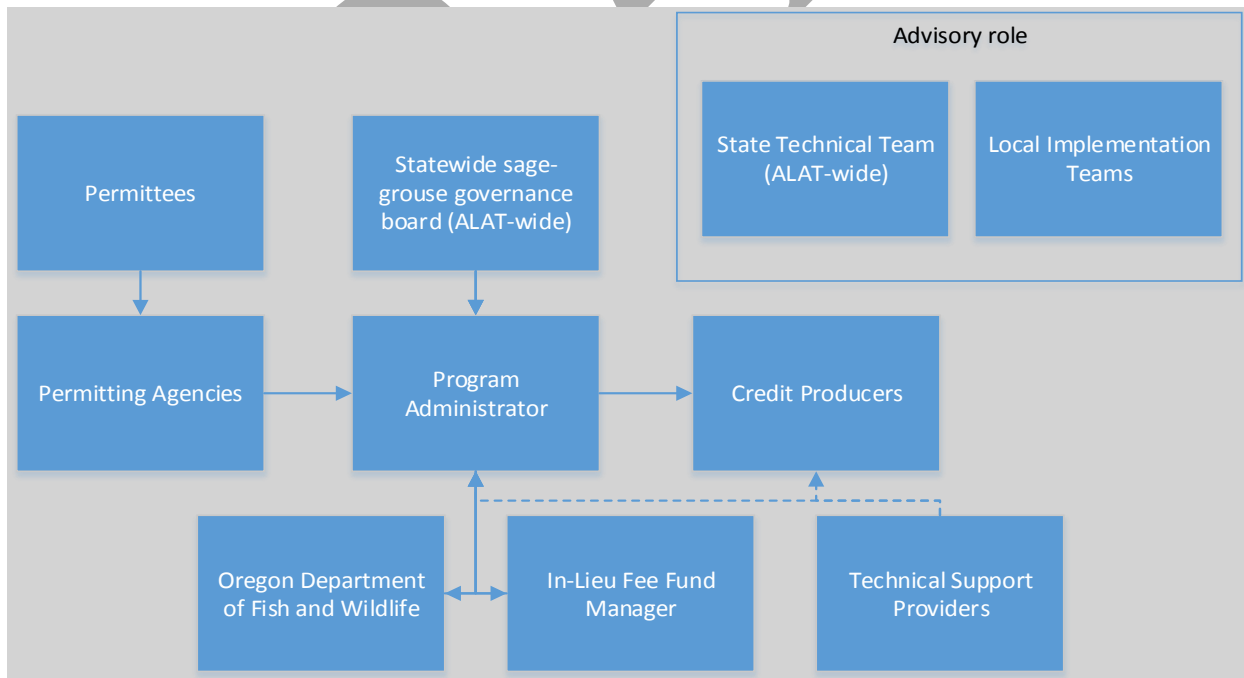 Advisory role
State Technical Team
(ALAT-wide)
Local Implementation
Teams
Permittees
Statewide sage-
grouse governance
board (ALAT-wide)
Permitting Agencies
Program
Administrator
Credit Producers
Oregon Department
of Fish and Wildlife
In-Lieu Fee Fund
Manager
Technical Support
Providers